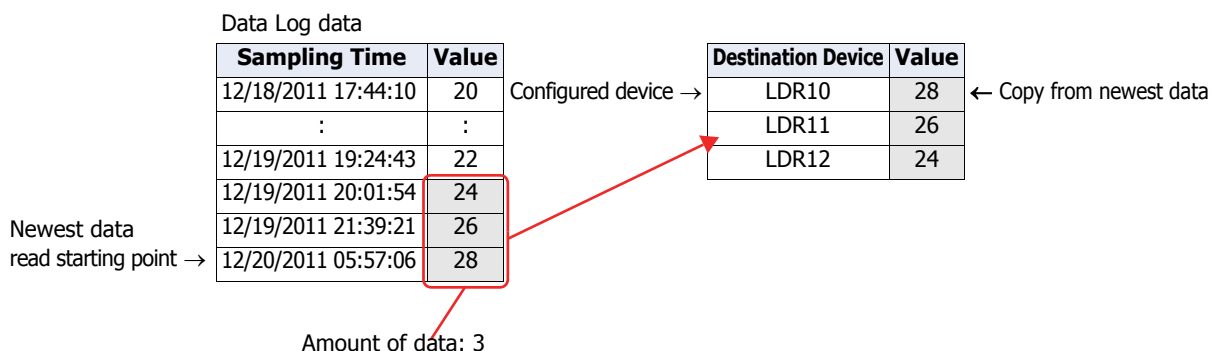 Data Log data
Sampling Time Value
12/18/2011 17:44:10 20
: :
12/19/2011 19:24:43 22
12/19/2011 20:01:54 24
12/19/2011 21:39:21 26
12/20/2011 05:57:06 28
Newest data
read starting point →
Amount of data: 3
Configured device →
Destination Device Value
LDR10 28
LDR11 26
LDR12 24
← Copy from newest data